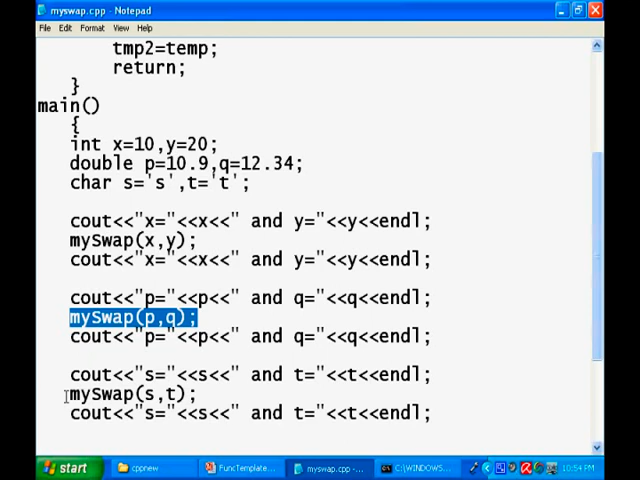 myswap.cpp - Notepad
File Edit Format View Help
tmp2=temp;
return;
}
main()
{
int x=10,y=20;
double p=10.9,q=12.34;
char s='s',t='t';
cout<<"x="<<x<<" and y="<<y<<endl;
mySwap(x,y);
cout<<"x="<<x<<" and y="<<y<<endl;
cout<<"p="<<p<<" and q="<<q<<endl;
mySwap(p,q);
cout<<"p="<<p<<" and q="<<q<<endl;
cout<<"s="<<s<<" and t="<<t<<endl;
mySwap(s,t);
cout<<"s="<<s<<" and t="<<t<<endl;
start cppnew FuncTemplate... myswap.cpp - ... C:\WINDOWS... 10:54 PM